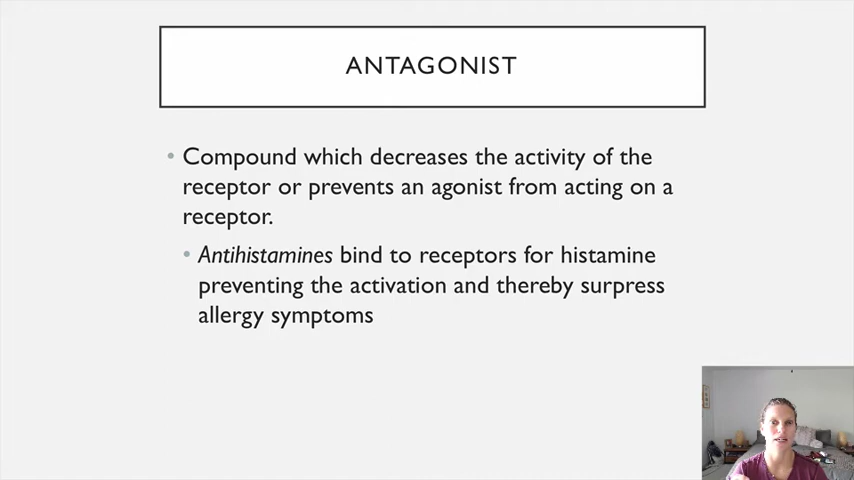 ANTAGONIST
• Compound which decreases the activity of the
receptor or prevents an agonist from acting on a
receptor.
• Antihistamines bind to receptors for histamine
preventing the activation and thereby surpress
allergy symptoms